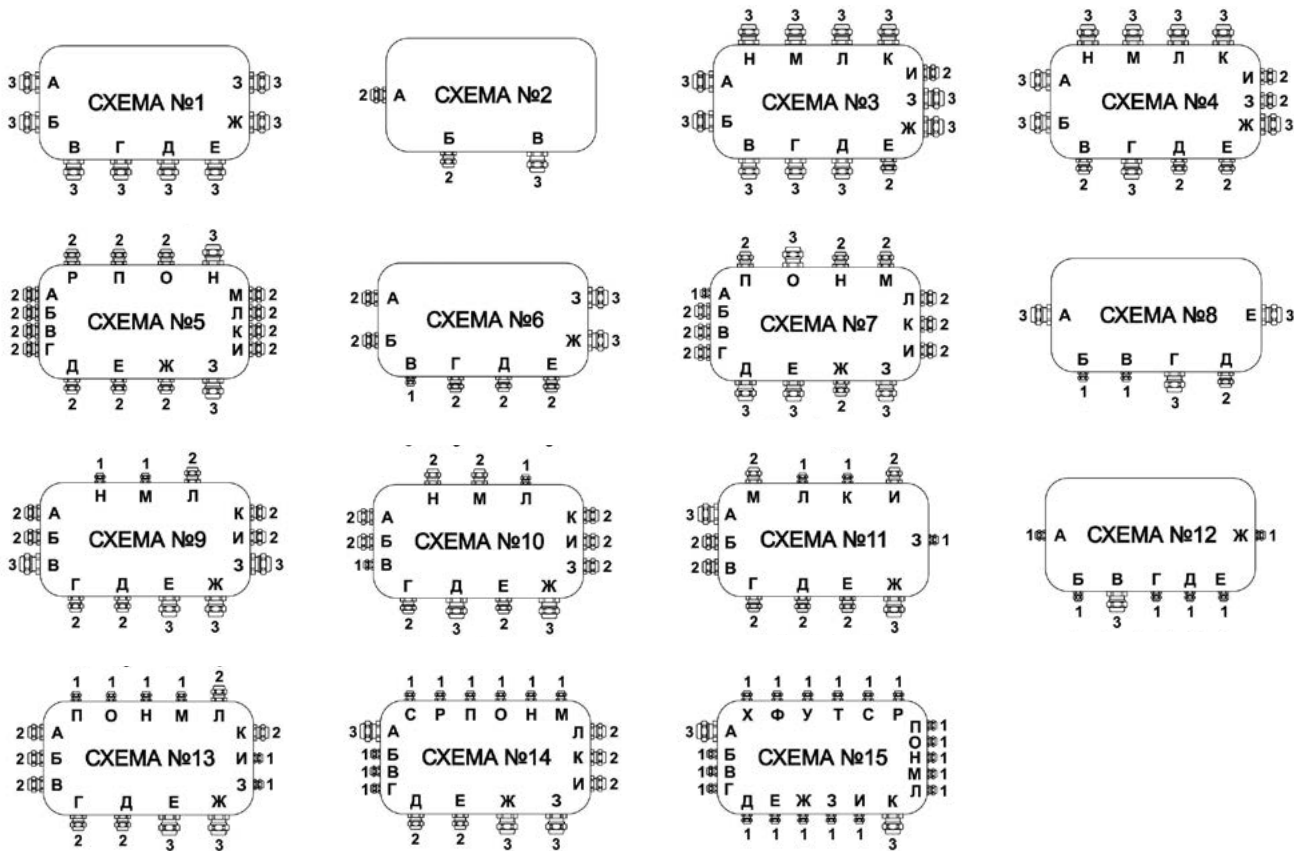 3 3 3 3 3 3 3 3
Н М Л К Н М Л К
3 А З 3 3 А И 2 3 А И 2
СХЕМА №1 2 А СХЕМА №2 СХЕМА №3 З 3 СХЕМА №4 З 2
3 Б Ж 3 3 Б Ж 3 3 Б Ж 3
В Г Д Е Б В В Г Д Е В Г Д Е
3 3 3 3 2 3 3 3 3 2 2 3 2 2
2 2 2 3 2 3 2 2
Р П О Н П О Н М
2 А М 2 2 А З 3 1 А Л 2
2 Б Л 2 2 Б
СХЕМА №5 СХЕМА №6 СХЕМА №7 К 2 3 А СХЕМА №8 Е 3
2 В К 2 2 В
2 Г И 2 2 Б Ж 3 2 Г И 2
Д Е Ж З В Г Д Е Д Е Ж З Б В Г Д
2 2 2 3 1 2 2 2 3 3 2 3 1 1 3 2
1 1 2 2 2 1 2 1 1 2
Н М Л Н М Л М Л К И
2 А К 2 2 А К 2 3 А
2 Б СХЕМА №9 И 2 2 Б СХЕМА №10 И 2 2 Б СХЕМА №11 З 1 1 А СХЕМА №12 Ж 1
3 В З 3 1 В З 2 2 В
Г Д Е Ж Г Д Е Ж Г Д Е Ж Б В Г Д Е
2 2 3 3 2 3 2 3 2 2 2 3 1 3 1 1 1
1 1 1 1 2 1 1 1 1 1 1 1 1 1 1 1 1
П О Н М Л С Р П О Н М Х Ф У Т С Р
2 А К 2 3 А Л 2 3 А П 1
О 1
2 Б СХЕМА №13 И 1 1 Б СХЕМА №14 К 2 1 Б СХЕМА №15 Н 1
1 В 1 В М 1
2 В З 1 1 Г И 2 1 Г Л 1
Г Д Е Ж Д Е Ж З Д Е Ж З И К
2 2 3 3 2 2 3 3 1 1 1 1 1 3